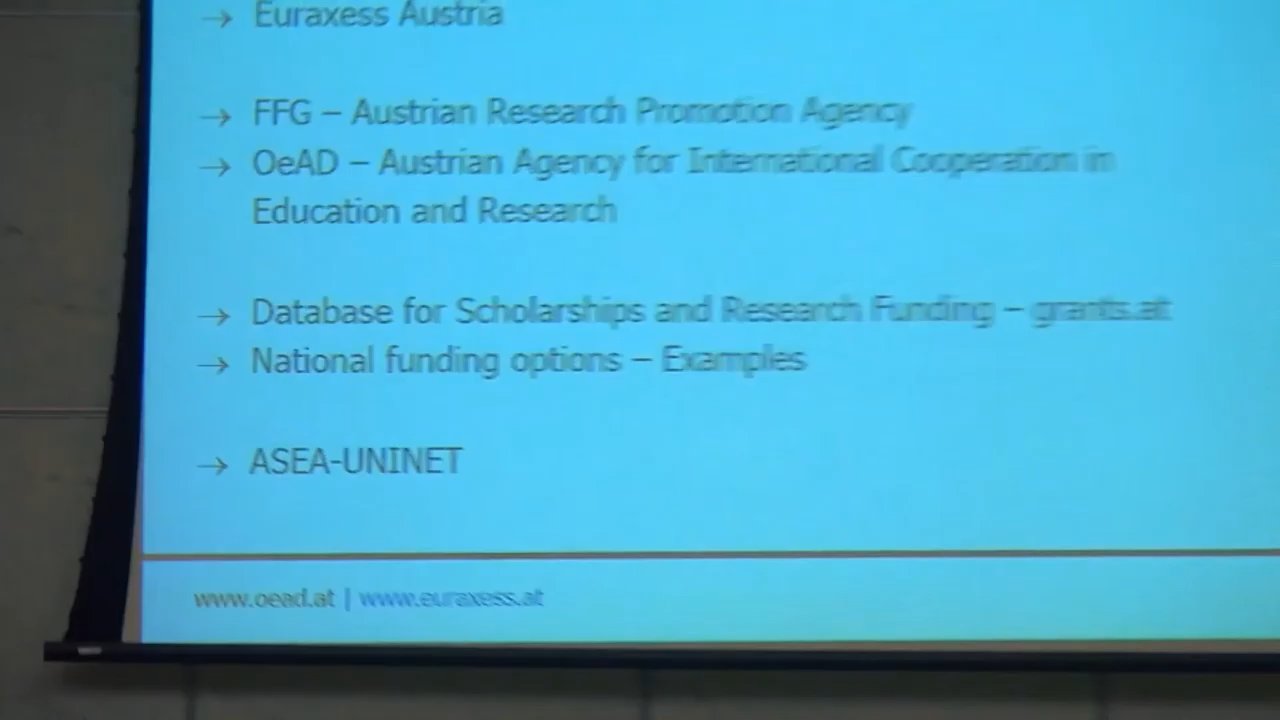 → Euraxess Austria
→ FFG – Austrian Research Promotion Agency
→ OeAD – Austrian Agency for International Cooperation in
Education and Research
→ Database for Scholarships and Research Funding – grants.at
→ National funding options – Examples
→ ASEA-UNINET
www.oead.at | www.euraxess.at